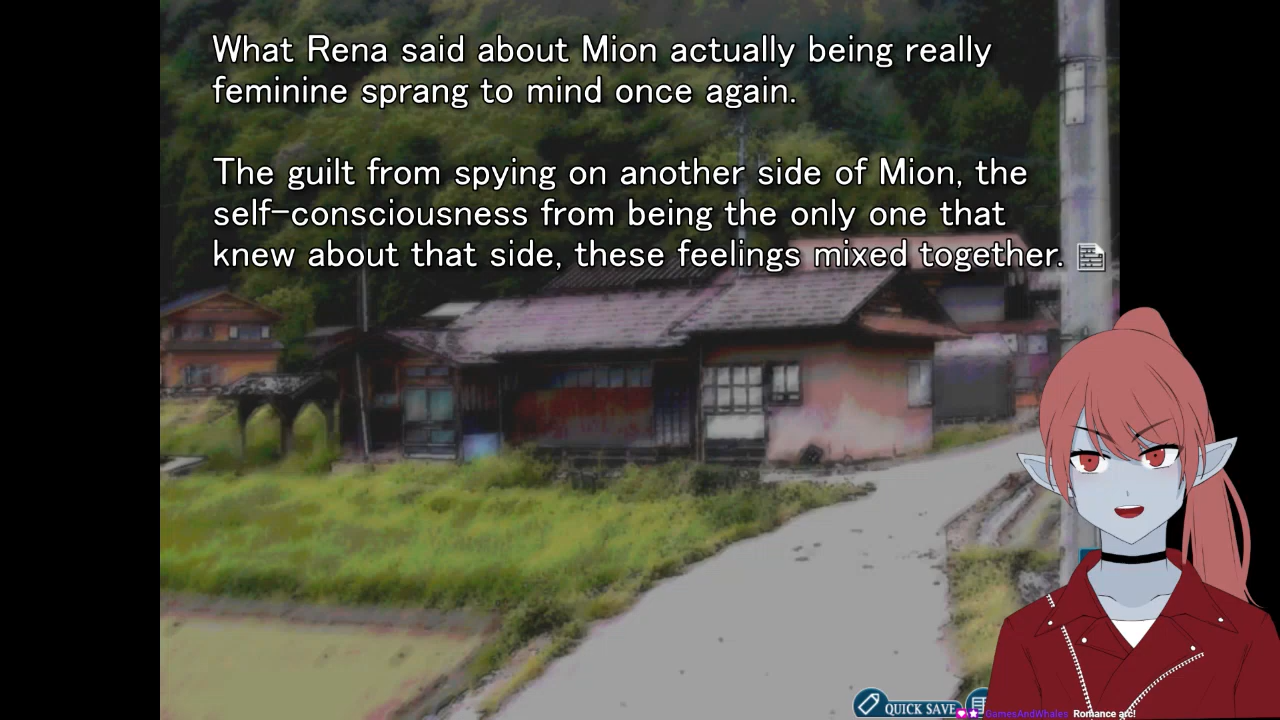 What Rena said about Mion actually being really
feminine sprang to mind once again.
The guilt from spying on another side of Mion, the
self-consciousness from being the only one that
knew about that side, these feelings mixed together.
QUICK SAVE
GamesAndWhales Romance arc!